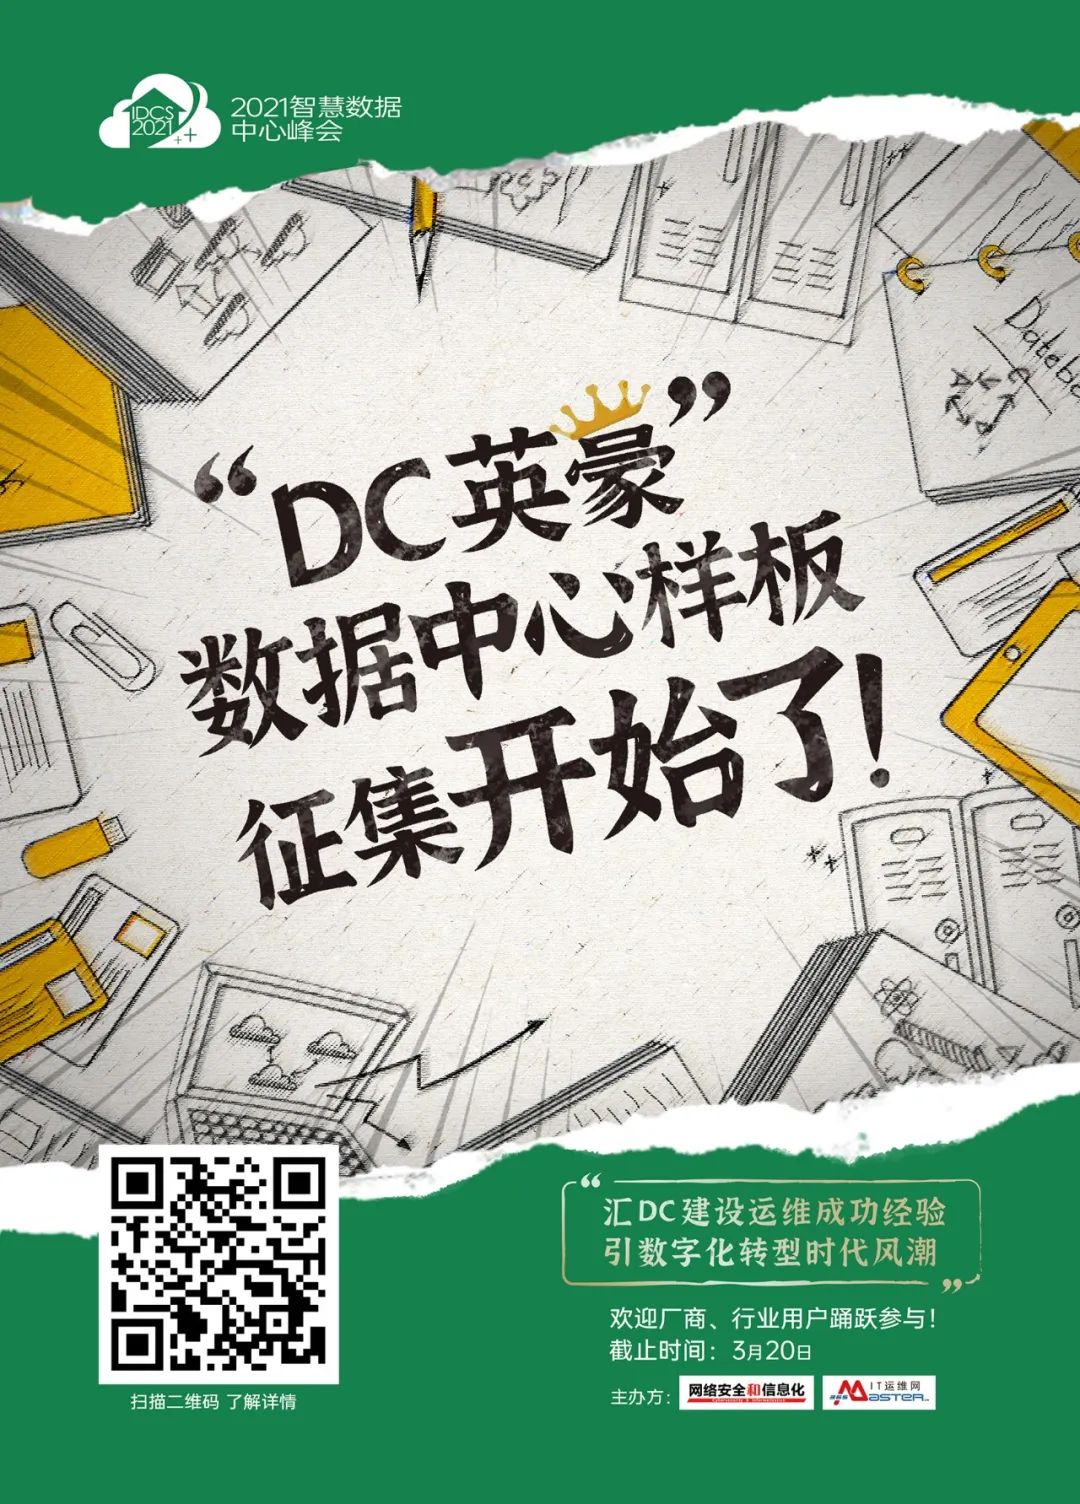 IDCS
2021
2021智慧数据
中心峰会
“DC英豪”
数据中心样板
征集开始了!
“汇DC建设运维成功经验
引数字化转型时代风潮”
欢迎厂商、行业用户踊跃参与!
截止时间:3月20日
主办方:
网络安全和信息化
IT运维网
365 MASTER
扫描二维码 了解详情